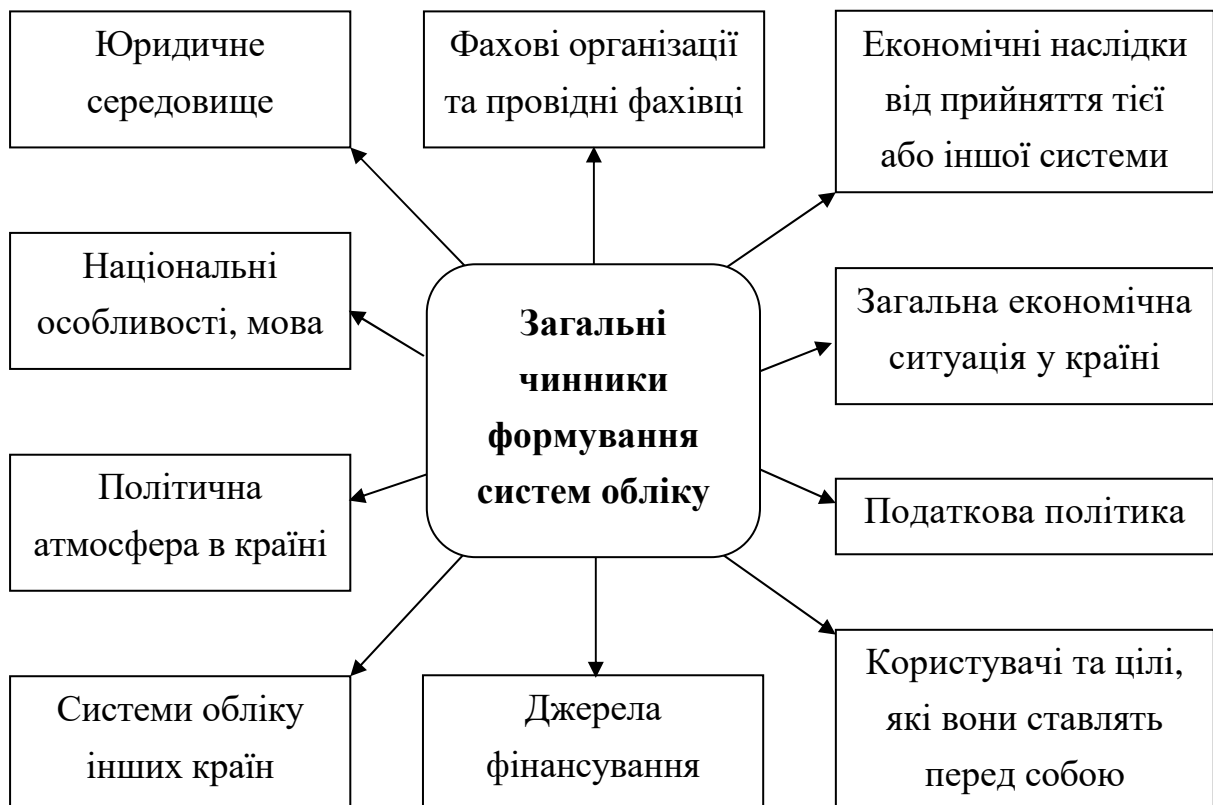 Юридичне
середовище
Фахові організації
та провідні фахівці
Економічні наслідки
від прийняття тієї
або іншої системи
Національні
особливості, мова
Загальні
чинники
формування
систем обліку
Загальна економічна
ситуація у країні
Політична
атмосфера в країні
Податкова політика
Системи обліку
інших країн
Джерела
фінансування
Користувачі та цілі,
які вони ставлять
перед собою